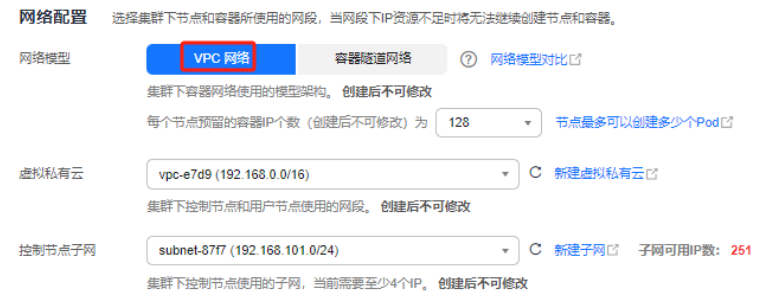 网络配置 选择集群下节点和容器所使用的网段，当网段下IP资源不足时将无法继续创建节点和容器。
网络模型 VPC 网络 容器隧道网络 ? 网络模型对比
集群下容器网络使用的模型架构。 创建后不可修改
每个节点预留的容器IP个数（创建后不可修改）为 128 节点最多可以创建多少个Pod
虚拟私有云 vpc-e7d9 (192.168.0.0/16) 新建虚拟私有云
集群下控制节点和用户节点使用的网段。 创建后不可修改
控制节点子网 subnet-87f7 (192.168.101.0/24) 新建子网 子网可用IP数: 251
集群下控制节点使用的子网，当前需要至少4个IP。 创建后不可修改